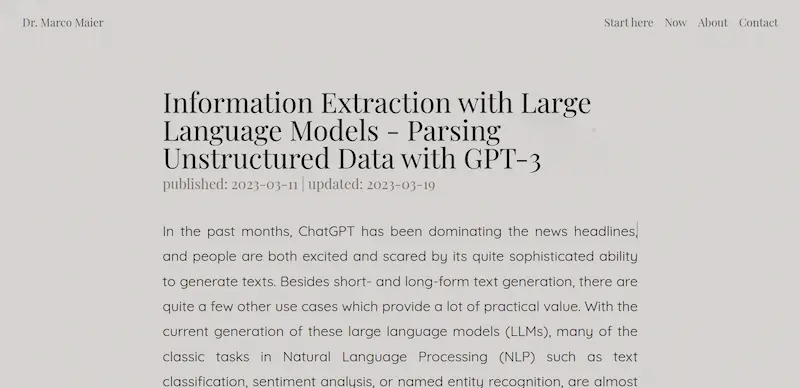 Dr. Marco Maier
Start here Now About Contact
Information Extraction with Large
Language Models - Parsing
Unstructured Data with GPT-3
published: 2023-03-11 | updated: 2023-03-19
In the past months, ChatGPT has been dominating the news headlines,
and people are both excited and scared by its quite sophisticated ability
to generate texts. Besides short- and long-form text generation, there are
quite a few other use cases which provide a lot of practical value. With the
current generation of these large language models (LLMs), many of the
classic tasks in Natural Language Processing (NLP) such as text
classification, sentiment analysis, or named entity recognition, are almost